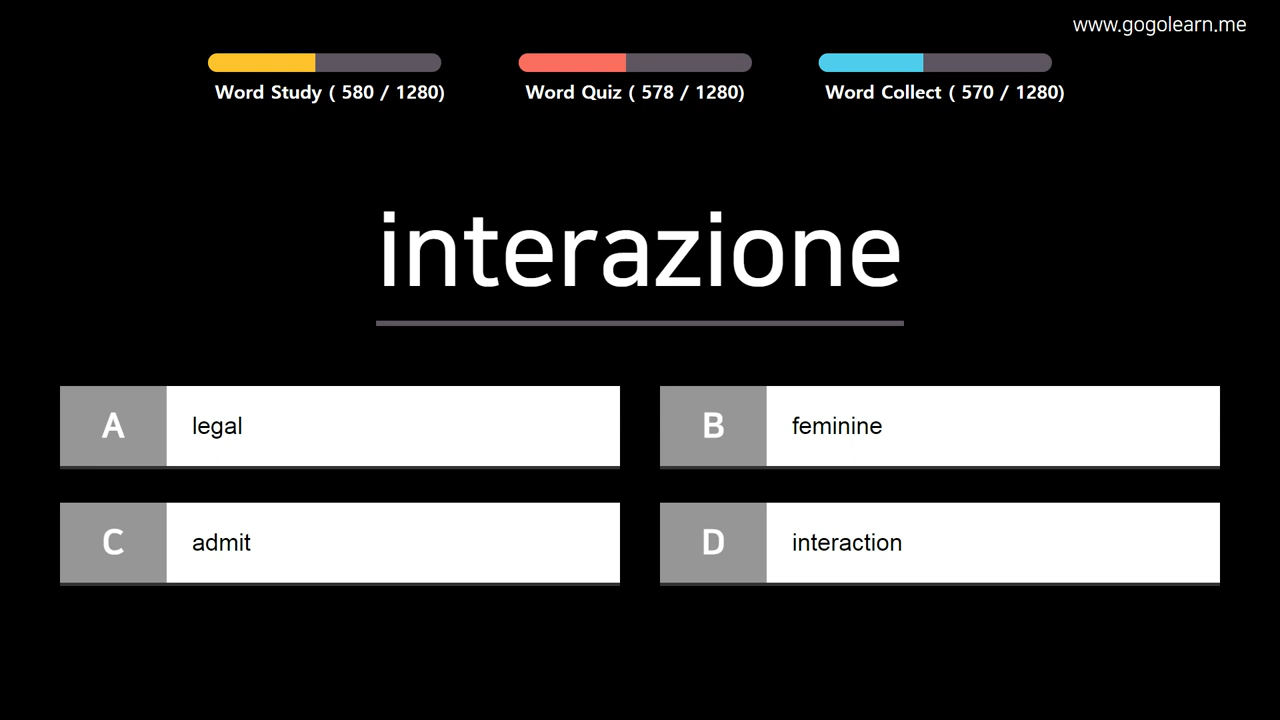 www.gogolearn.me
Word Study ( 580 / 1280)
Word Quiz ( 578 / 1280)
Word Collect ( 570 / 1280)
interazione
A legal
B feminine
C admit
D interaction